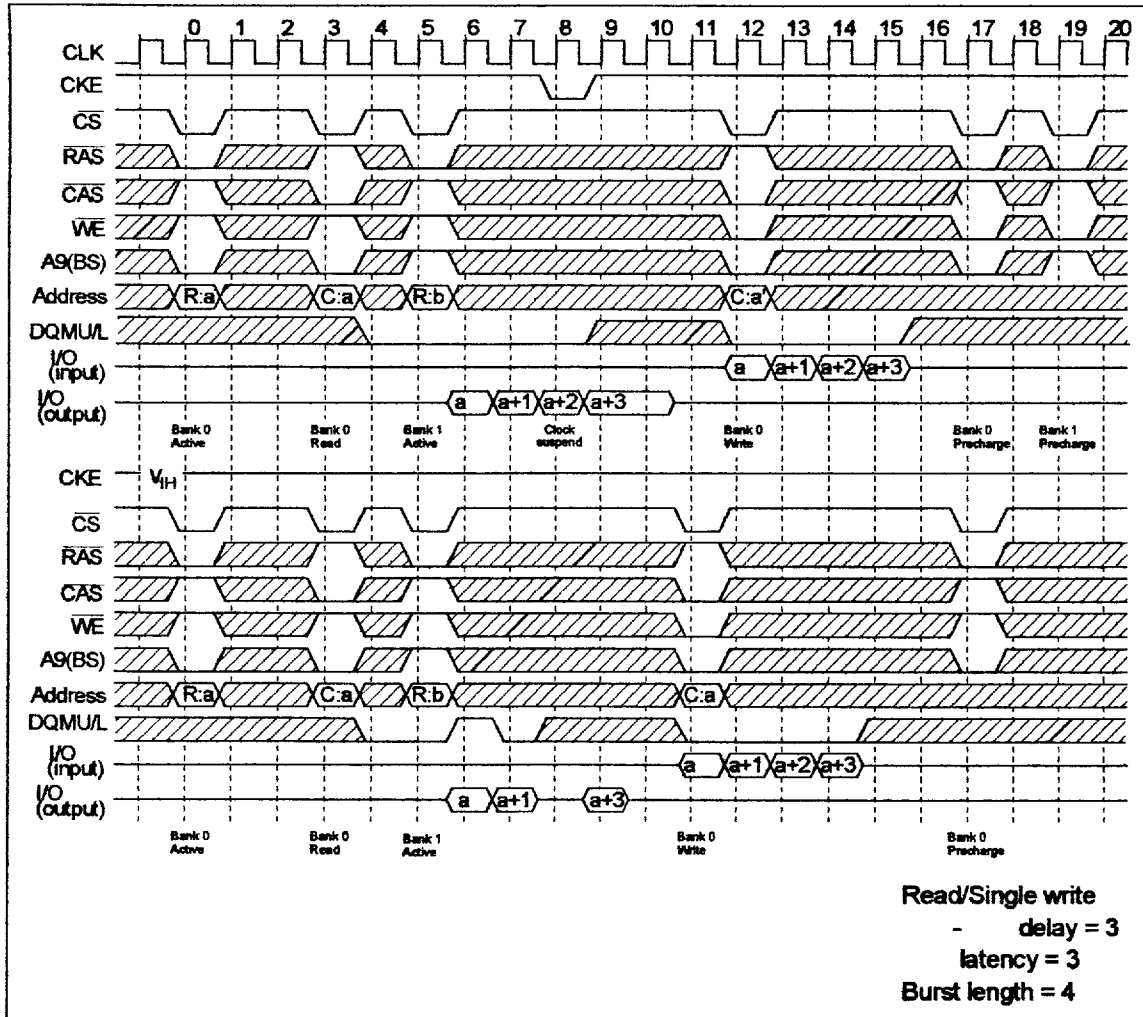 0 1 2 3 4 5 6 7 8 9 10 11 12 13 14 15 16 17 18 19 20
CLK
CKE
CS
RAS
CAS
WE
A9(BS)
Address R:a C:a R:b C:a'
DQMU/L
I/O
(input) a a+1 a+2 a+3
I/O
(output) a a+1 a+2 a+3
Bank 0 Active
Bank 0 Read
Bank 1 Active
Clock suspend
Bank 0 Write
Bank 0 Precharge
Bank 1 Precharge
CKE VIH
CS
RAS
CAS
WE
A9(BS)
Address R:a C:a R:b C:a
DQMU/L
I/O
(input) a a+1 a+2 a+3
I/O
(output) a a+1 a+3
Bank 0 Active
Bank 0 Read
Bank 1 Active
Bank 0 Write
Bank 0 Precharge
Read/Single write
- delay = 3
latency = 3
Burst length = 4